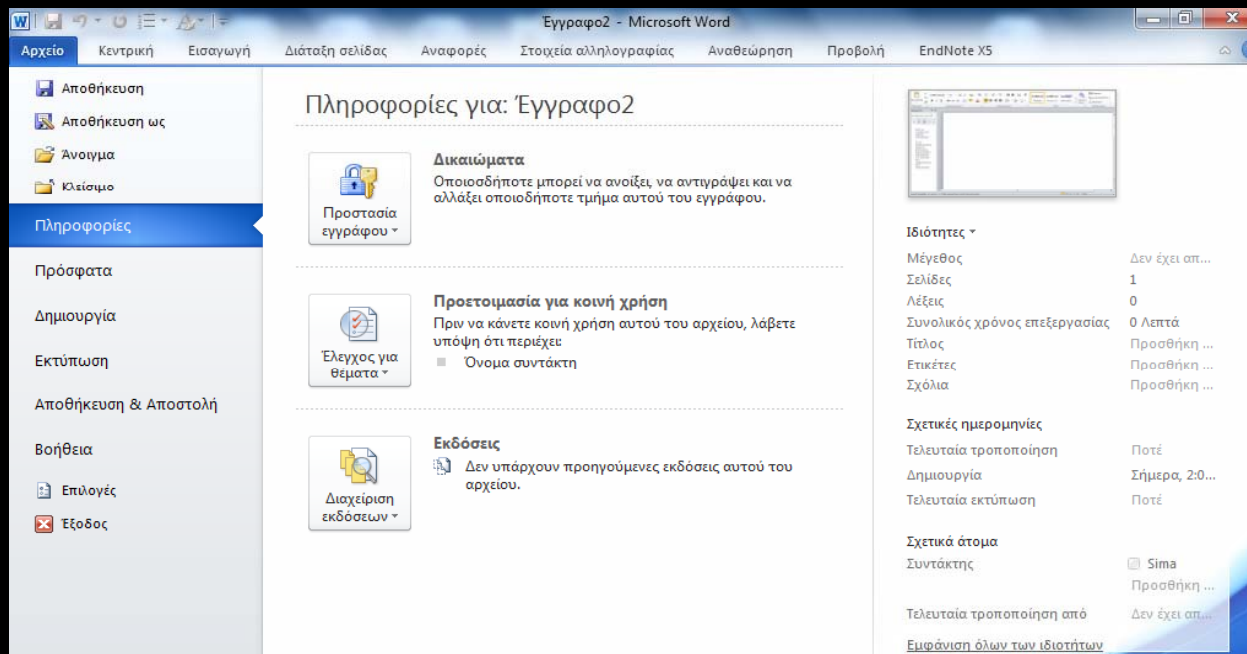 Έγγραφο2 - Microsoft Word
Αρχείο Κεντρική Εισαγωγή Διάταξη σελίδας Αναφορές Στοιχεία αλληλογραφίας Αναθεώρηση Προβολή EndNote X5
Αποθήκευση
Αποθήκευση ως
Άνοιγμα
Κλείσιμο
Πληροφορίες
Πρόσφατα
Δημιουργία
Εκτύπωση
Αποθήκευση & Αποστολή
Βοήθεια
Επιλογές
Έξοδος
Πληροφορίες για: Έγγραφο2
Προστασία
εγγράφου
Δικαιώματα
Οποιοσδήποτε μπορεί να ανοίξει, να αντιγράψει και να
αλλάξει οποιοδήποτε τμήμα αυτού του εγγράφου.
Έλεγχος για
θέματα
Προετοιμασία για κοινή χρήση
Πριν να κάνετε κοινή χρήση αυτού του αρχείου, λάβετε
υπόψη ότι περιέχει:
Όνομα συντάκτη
Διαχείριση
εκδόσεων
Εκδόσεις
Δεν υπάρχουν προηγούμενες εκδόσεις αυτού του
αρχείου.
Ιδιότητες
Μέγεθος Δεν έχει απ...
Σελίδες 1
Λέξεις 0
Συνολικός χρόνος επεξεργασίας 0 Λεπτά
Τίτλος Προσθήκη ...
Ετικέτες Προσθήκη ...
Σχόλια Προσθήκη ...
Σχετικές ημερομηνίες
Τελευταία τροποποίηση Ποτέ
Δημιουργία Σήμερα, 2:0...
Τελευταία εκτύπωση Ποτέ
Σχετικά άτομα
Συντάκτης Sima
Προσθήκη ...
Τελευταία τροποποίηση από Δεν έχει απ...
Εμφάνιση όλων των ιδιοτήτων